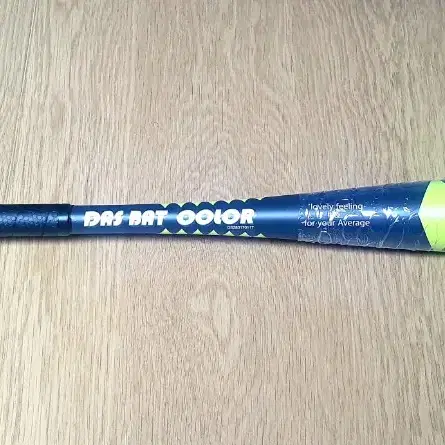 DAS BAT COLOR
"lovely feeling
for your Average